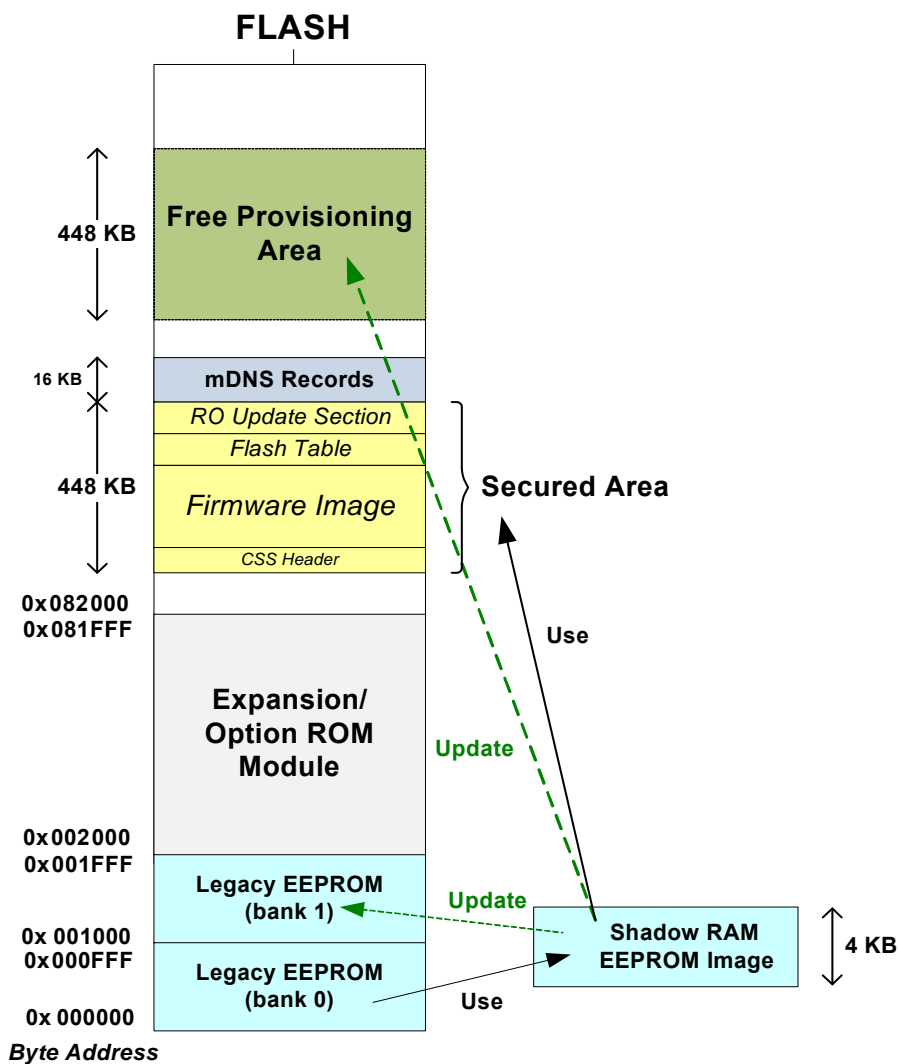 FLASH
Free Provisioning
Area
448 KB
16 KB
mDNS Records
RO Update Section
Flash Table
448 KB
Secured Area
Firmware Image
CSS Header
0x082000
0x081FFF
Use
Expansion/
Option ROM
Module
Update
0x002000
0x001FFF
Legacy EEPROM
(bank 1)
Update
Shadow RAM
EEPROM Image
4 KB
0x 001000
0x000FFF
Legacy EEPROM
(bank 0)
Use
0x 000000
Byte Address